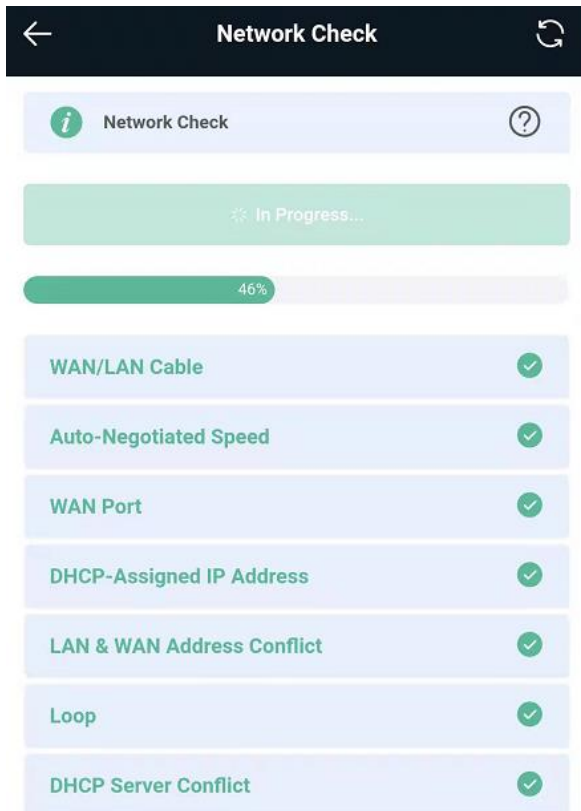 Network Check
Network Check
In Progress...
46%
WAN/LAN Cable
Auto-Negotiated Speed
WAN Port
DHCP-Assigned IP Address
LAN & WAN Address Conflict
Loop
DHCP Server Conflict